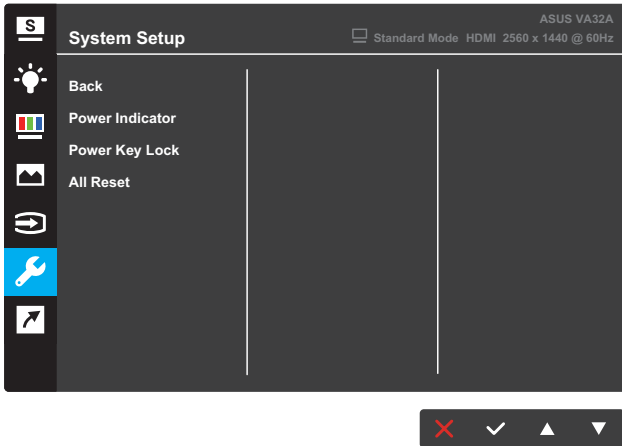 S
ASUS VA32A
System Setup
Standard Mode HDMI 2560 x 1440 @ 60Hz
Back
Power Indicator
Power Key Lock
All Reset